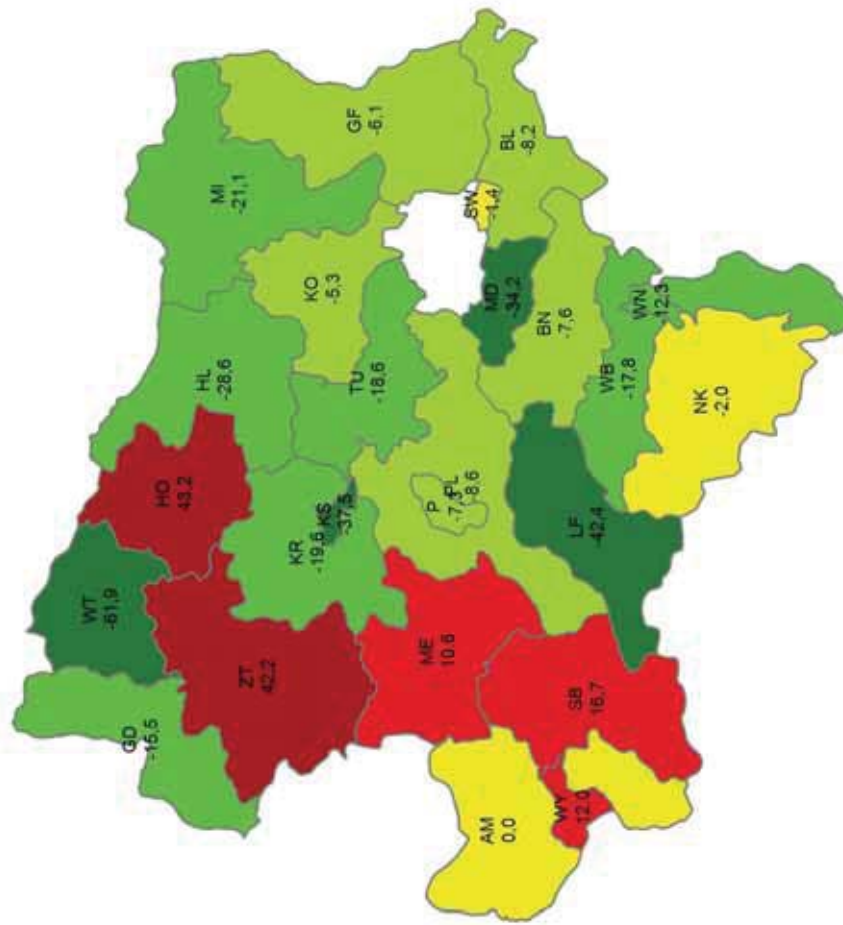 WT
-61,9
GD
-15,5
HO
43,2
HL
-28,6
MI
-21,1
ZT
42,2
KR
-19,6
KO
-5,3
KS
-37,5
GF
-6,1
TU
-18,6
ME
10,6
P
-7,3
PL
-8,6
SW
AM
0,0
MD
-34,2
BL
-8,2
BN
-7,6
WY
12,0
LF
-42,4
SB
16,7
WB
-17,8
WN
NK
-2,0